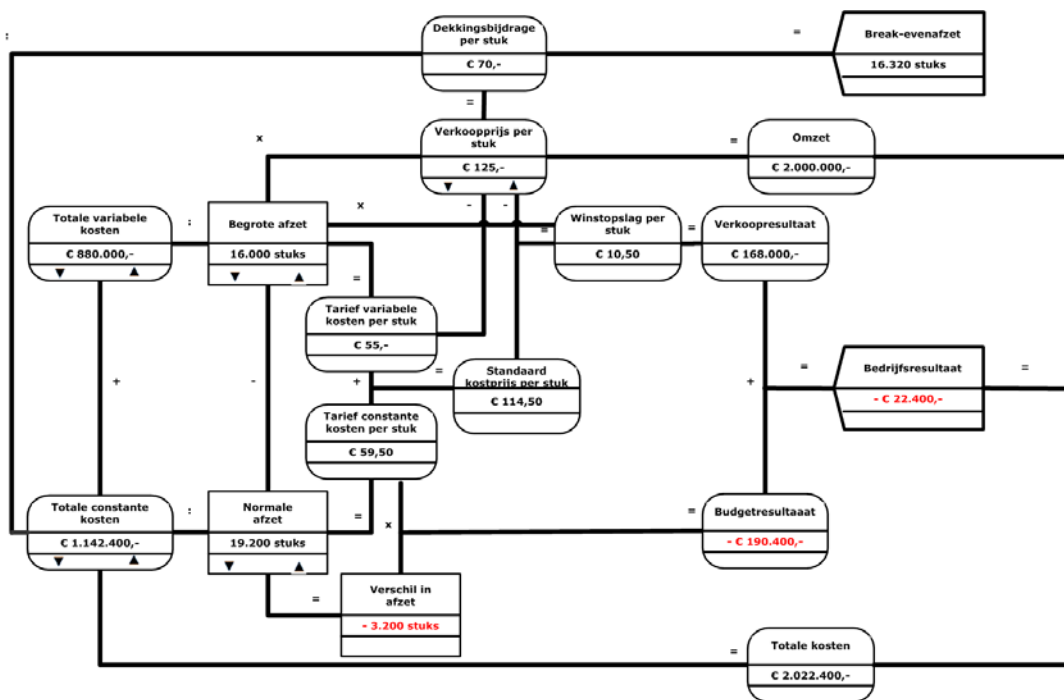 :
Dekkingsbijdrage
per stuk
€ 70,-
=
Break-evenafzet
16.320 stuks
=
x
Verkoopprijs per
stuk
€ 125,-
▼ ▲
=
Omzet
€ 2.000.000,-
- -
Totale variabele
kosten
€ 880.000,-
▼ ▲
:
Begrote afzet
16.000 stuks
▼ ▲
x
=
Winstopslag per
stuk
€ 10,50
=
Verkoopresultaat
€ 168.000,-
=
Tarief variabele
kosten per stuk
€ 55,-
+
-
+
=
Standaard
kostprijs per stuk
€ 114,50
+
=
Bedrijfsresultaat
- € 22.400,-
=
Tarief constante
kosten per stuk
€ 59,50
Totale constante
kosten
€ 1.142.400,-
▼ ▲
:
Normale
afzet
19.200 stuks
▼ ▲
=
x
=
Budgetresultaaat
- € 190.400,-
=
Verschil in
afzet
- 3.200 stuks
=
Totale kosten
€ 2.022.400,-